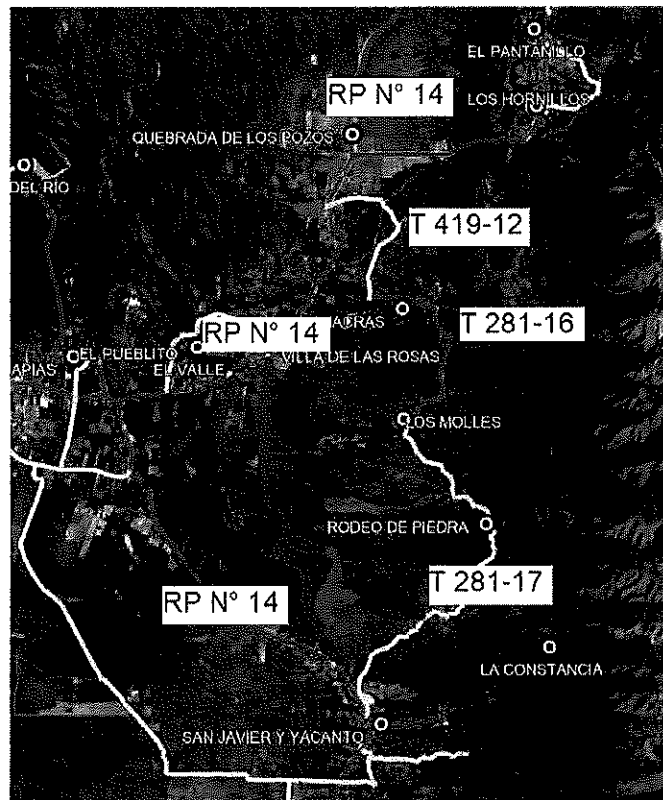 EL PANTANILLO
RP N° 14
LOS HORNILLOS
QUEBRADA DE LOS POZOS
DEL RÍO
T 419-12
T 281-16
RP N° 14
EL PUEBLITO
APIAS
EL VALLE
VILLA DE LAS ROSAS
LOS MOLLES
RODEO DE PIEDRA
T 281-17
RP N° 14
LA CONSTANCIA
SAN JAVIER Y YACANTO